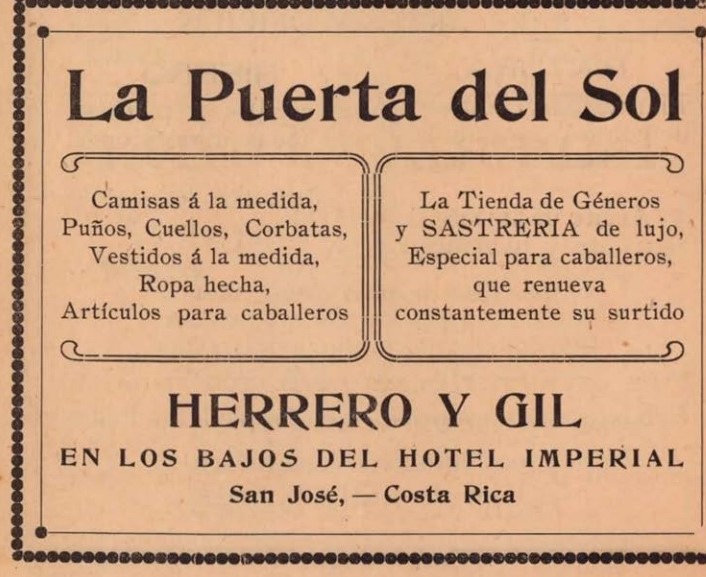 La Puerta del Sol
Camisas á la medida,
Puños, Cuellos, Corbatas,
Vestidos á la medida,
Ropa hecha,
Artículos para caballeros
La Tienda de Géneros
y SASTRERIA de lujo,
Especial para caballeros,
que renueva
constantemente su surtido
HERRERO Y GIL
EN LOS BAJOS DEL HOTEL IMPERIAL
San José, — Costa Rica